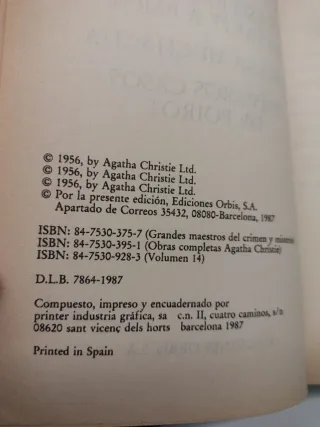 © 1956, by Agatha Christie Ltd.
© 1956, by Agatha Christie Ltd.
© 1956, by Agatha Christie Ltd.
© Por la presente edición, Ediciones Orbis, S.A.
Apartado de Correos 35432, 08080-Barcelona, 1987
ISBN: 84-7530-375-7 (Grandes maestros del crimen y
ISBN: 84-7530-395-1 (Obras completas Agatha Christie)
ISBN: 84-7530-928-3 (Volumen 14)
D.L.B. 7864-1987
Compuesto, impreso y encuadernado por
printer industria gráfica, sa c.n. II, cuatro caminos, s/n
08620 sant vicenç dels horts barcelona 1987
Printed in Spain